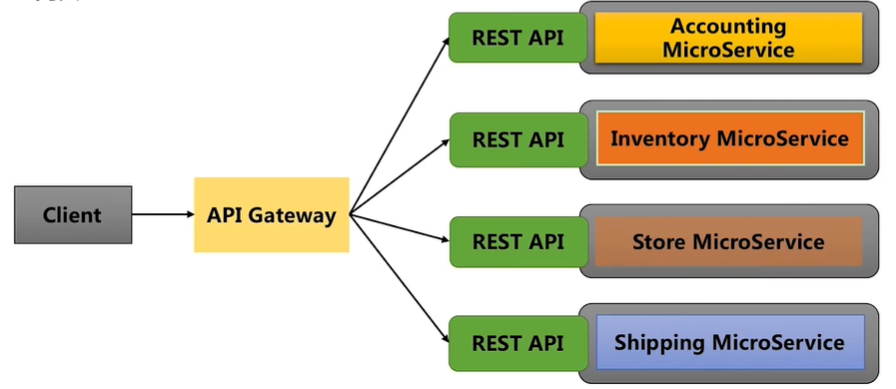 REST API
Accounting
MicroService
REST API
Inventory MicroService
Client
API Gateway
REST API
Store MicroService
REST API
Shipping MicroService